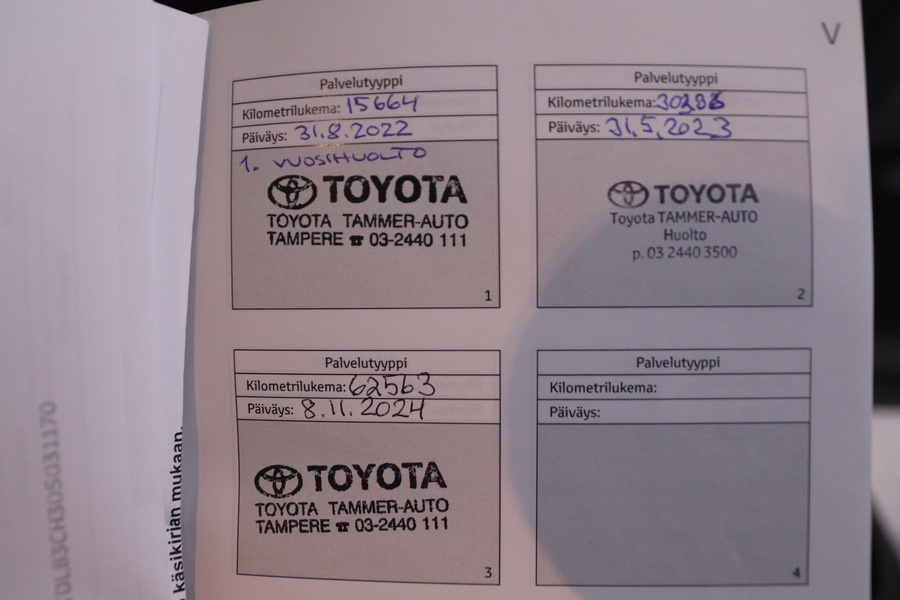 V
Palvelutyyppi
Kilometrilukema: 15664
Päiväys: 31.8.2022
1. VUOSIHUOLTO
TOYOTA
TOYOTA TAMMER-AUTO
TAMPERE ☎ 03-2440 111
1
Palvelutyyppi
Kilometrilukema:
Päiväys: 31.5.2023
TOYOTA
Toyota TAMMER-AUTO
Huolto
p. 03 2440 3500
2
Palvelutyyppi
Kilometrilukema: 62563
Päiväys: 8.11.2024
TOYOTA
TOYOTA TAMMER-AUTO
TAMPERE ☎ 03-2440 111
3
Palvelutyyppi
Kilometrilukema:
Päiväys:
4
käsikirjan mukaan.